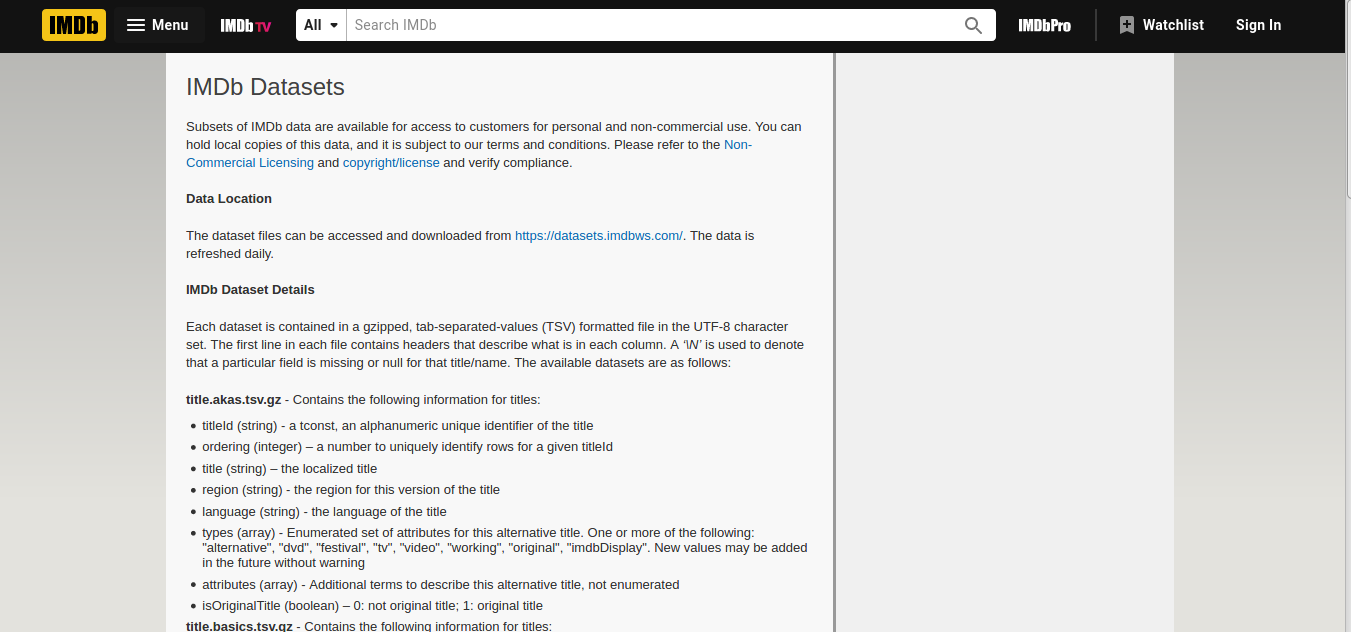 IMDb
Menu
IMDb TV
All
Search IMDb
IMDbPro
Watchlist
Sign In
IMDb Datasets
Subsets of IMDb data are available for access to customers for personal and non-commercial use. You can
hold local copies of this data, and it is subject to our terms and conditions. Please refer to the Non-
Commercial Licensing and copyright/license and verify compliance.
Data Location
The dataset files can be accessed and downloaded from https://datasets.imdbws.com/. The data is
refreshed daily.
IMDb Dataset Details
Each dataset is contained in a gzipped, tab-separated-values (TSV) formatted file in the UTF-8 character
set. The first line in each file contains headers that describe what is in each column. A '\N' is used to denote
that a particular field is missing or null for that title/name. The available datasets are as follows:
title.akas.tsv.gz - Contains the following information for titles:
• titleId (string) - a tconst, an alphanumeric unique identifier of the title
• ordering (integer) – a number to uniquely identify rows for a given titleId
• title (string) – the localized title
• region (string) - the region for this version of the title
• language (string) - the language of the title
• types (array) - Enumerated set of attributes for this alternative title. One or more of the following:
"alternative", "dvd", "festival", "tv", "video", "working", "original", "imdbDisplay". New values may be added
in the future without warning
• attributes (array) - Additional terms to describe this alternative title, not enumerated
• isOriginalTitle (boolean) – 0: not original title; 1: original title
title.basics.tsv.gz - Contains the following information for titles: